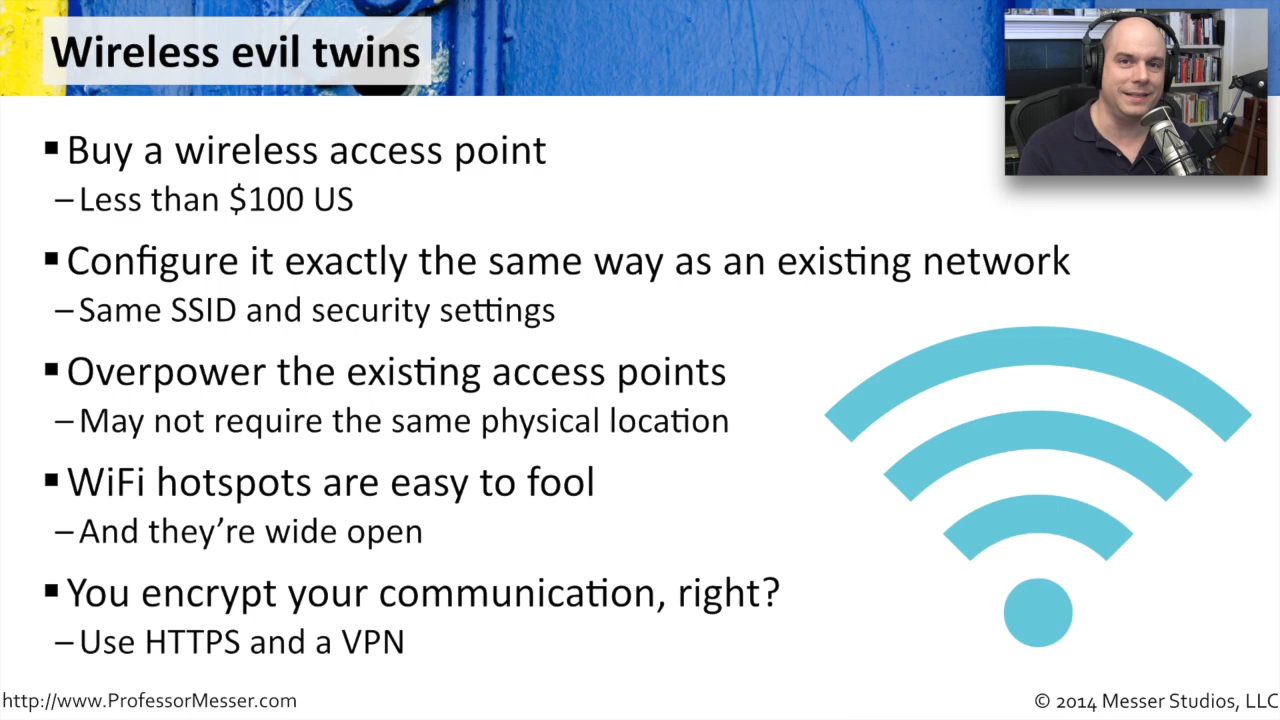 Wireless evil twins
▪ Buy a wireless access point
– Less than $100 US
▪ Configure it exactly the same way as an existing network
– Same SSID and security settings
▪ Overpower the existing access points
– May not require the same physical location
▪ WiFi hotspots are easy to fool
– And they're wide open
▪ You encrypt your communication, right?
– Use HTTPS and a VPN
http://www.ProfessorMesser.com
© 2014 Messer Studios, LLC